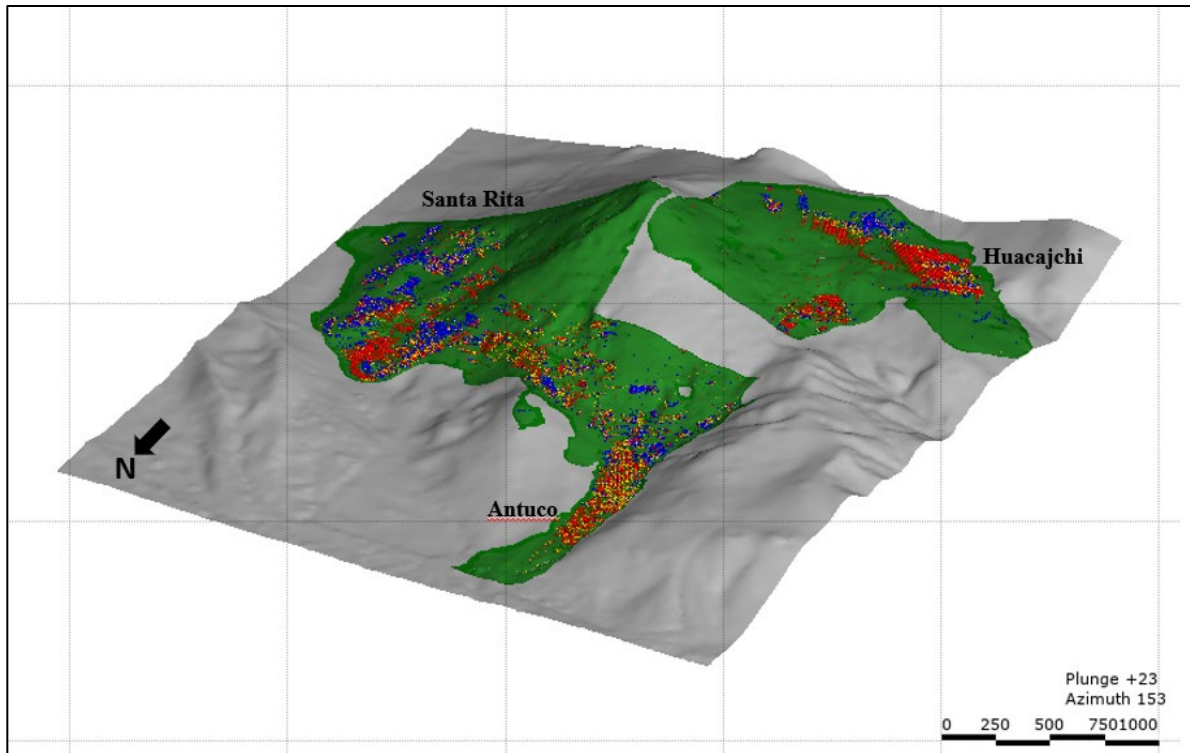 Santa Rita
Huacajchi
N
Antuco
Plunge +23
Azimuth 153
0 250 500 7501000